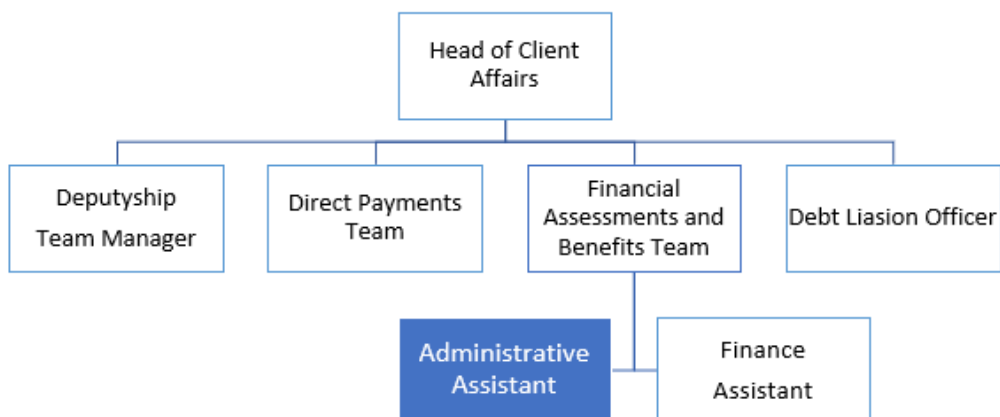 Head of Client
Affairs
Deputyship
Team Manager
Direct Payments
Team
Financial
Assessments and
Benefits Team
Debt Liasion Officer
Administrative
Assistant
Finance
Assistant